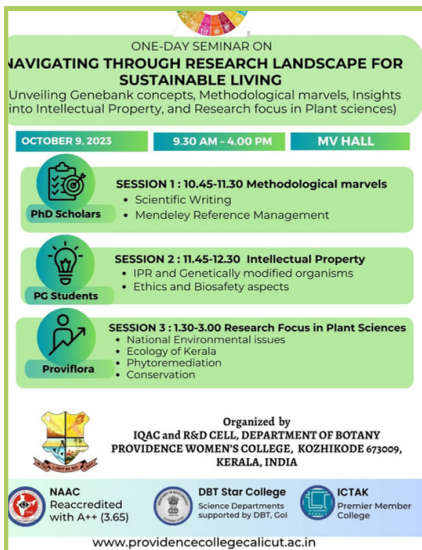 ONE-DAY SEMINAR ON
NAVIGATING THROUGH RESEARCH LANDSCAPE FOR
SUSTAINABLE LIVING
(Unveiling Genebank concepts, Methodological marvels, Insights
into Intellectual Property, and Research focus in Plant sciences)
OCTOBER 9, 2023
9.30 AM – 4.00 PM
MV HALL
SESSION 1 : 10.45-11.30 Methodological marvels
• Scientific Writing
• Mendeley Reference Management
PhD Scholars
SESSION 2 : 11.45-12.30 Intellectual Property
• IPR and Genetically modified organisms
• Ethics and Biosafety aspects
PG Students
SESSION 3 : 1.30-3.00 Research Focus in Plant Sciences
• National Environmental issues
• Ecology of Kerala
• Phytoremediation
• Conservation
Proviflora
Organized by
IQAC and R&D CELL, DEPARTMENT OF BOTANY
PROVIDENCE WOMEN'S COLLEGE, KOZHIKODE 673009,
KERALA, INDIA
NAAC
Reaccredited
with A++ (3.65)
DBT Star College
Science Departments
supported by DBT, GoI
ICTAK
Premier Member
College
www.providencecollegecalicut.ac.in